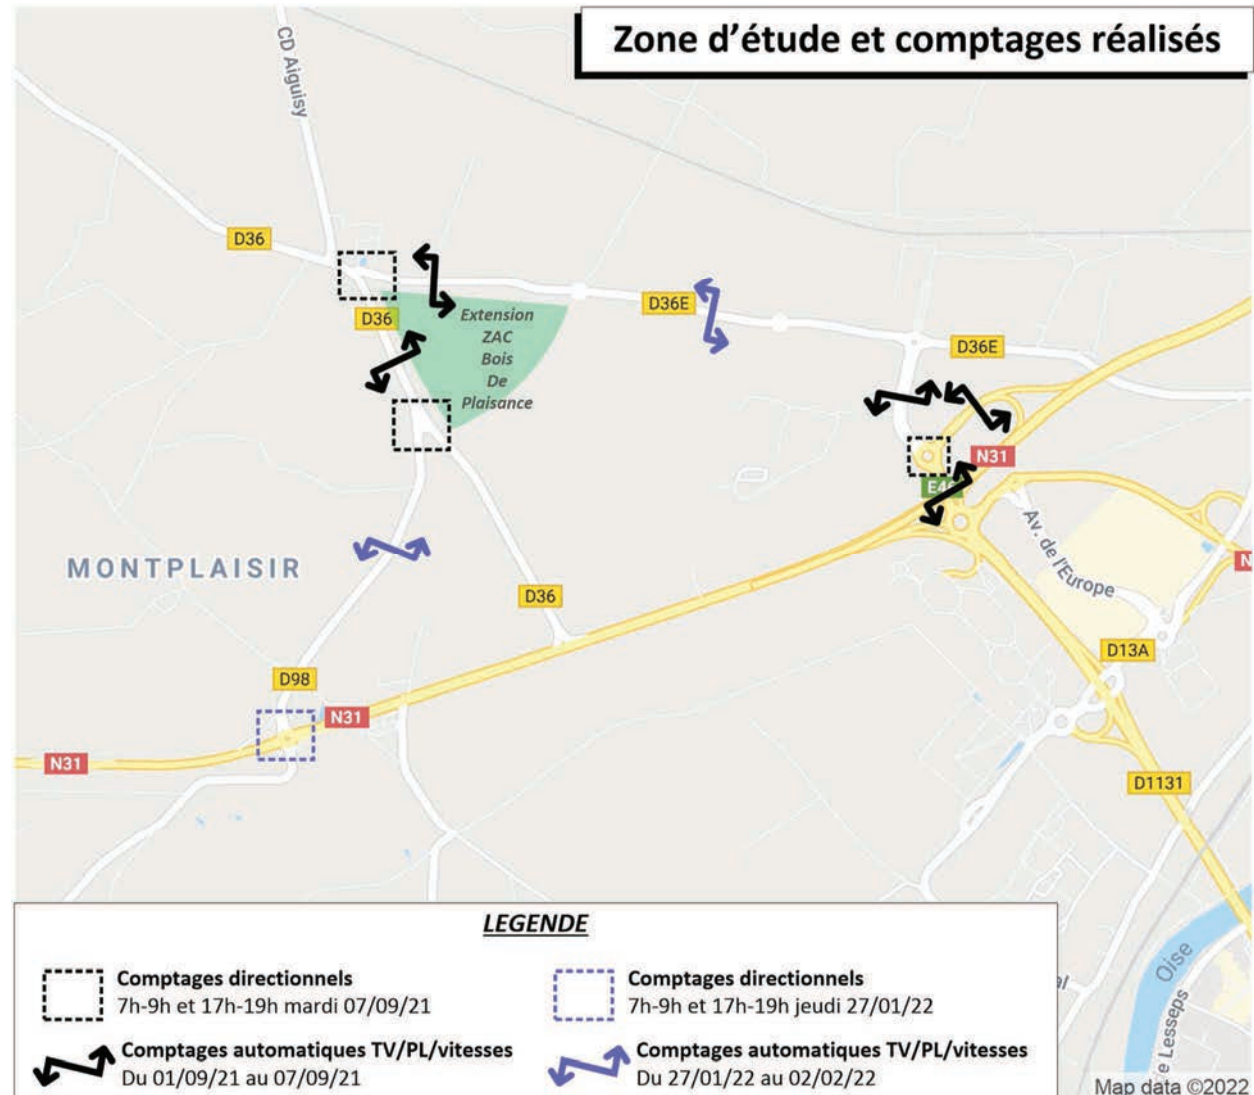 Zone d'étude et comptages réalisés
CD Aiguisy
D36
D36
D36E
D36E
Extension
ZAC
Bois
De
Plaisance
N31
Av. de l'Europe
MONTPLAISIR
D36
D13A
D98
N31
N31
D1131
Oise
LEGENDE
Comptages directionnels
7h-9h et 17h-19h mardi 07/09/21
Comptages directionnels
7h-9h et 17h-19h jeudi 27/01/22
Comptages automatiques TV/PL/vitesses
Du 01/09/21 au 07/09/21
Comptages automatiques TV/PL/vitesses
Du 27/01/22 au 02/02/22
Lesseps
Map data ©2022